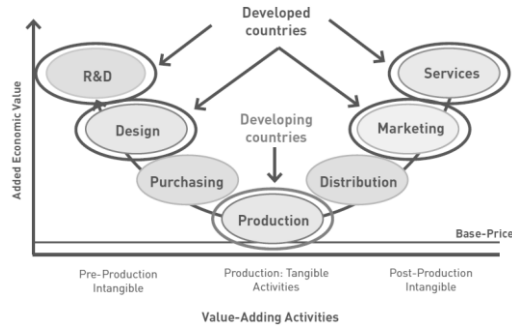 Developed
countries
R&D
Services
Design
Developing
countries
Marketing
Purchasing
Distribution
Production
Added Economic Value
Base-Price
Pre-Production
Intangible
Production: Tangible
Activities
Post-Production
Intangible
Value-Adding Activities